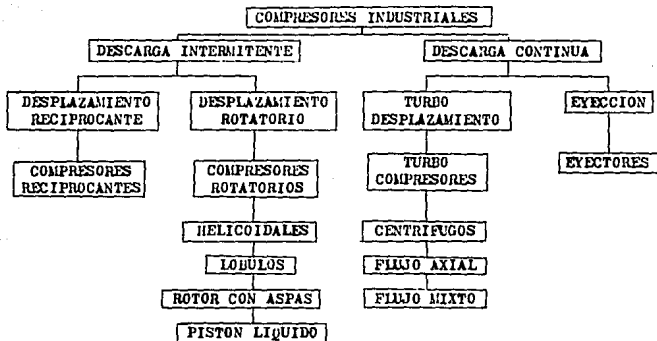 COMPRESORES INDUSTRIALES
DESCARGA INTERMITENTE
DESCARGA CONTINUA
DESPLAZAMIENTO
RECIPROCANTE
DESPLAZAMIENTO
ROTATORIO
TURBO
DESPLAZAMIENTO
EYECCION
COMPRESORES
RECIPROCANTES
COMPRESORES
ROTATORIOS
TURBO
COMPRESORES
EYECTORES
HELICOIDALES
CENTRIFUGOS
LOBULOS
FLUJO AXIAL
ROTOR CON ASPAS
FLUJO MIXTO
PISTON LIQUIDO